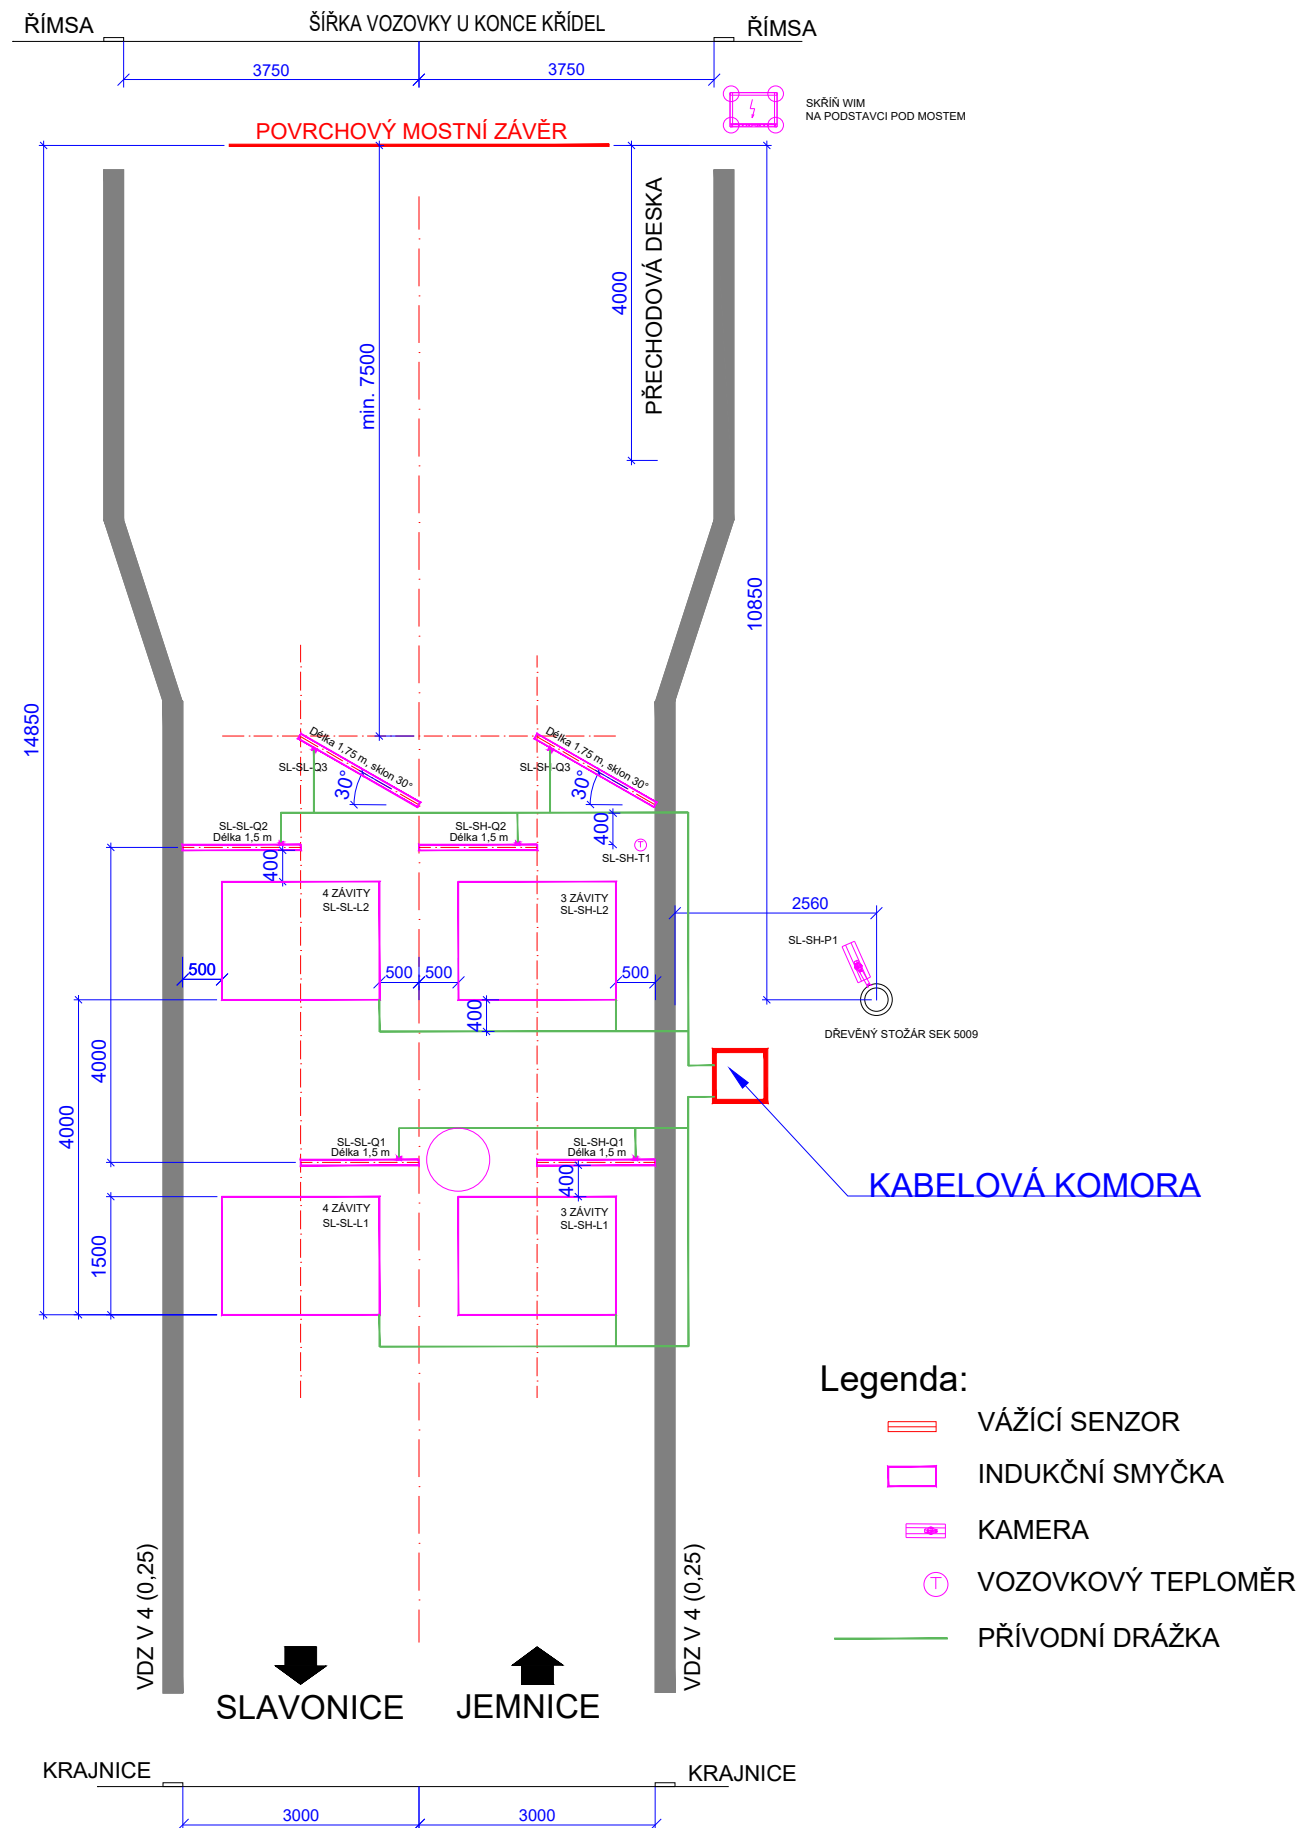 ŘÍMSA
ŠÍŘKA VOZOVKY U KONCE KŘÍDEL
ŘÍMSA
3750
3750
SKŘÍŇ WIM
NA PODSTAVCI POD MOSTEM
POVRCHOVÝ MOSTNÍ ZÁVĚR
PŘECHODOVÁ DESKA
4000
min. 7500
10850
14850
Délka 1,75 m, sklon 30°
Délka 1,75 m, sklon 30°
SL-SL-Q3
SL-SH-Q3
30°
30°
SL-SL-Q2
Délka 1,5 m
SL-SH-Q2
Délka 1,5 m
400
T
SL-SH-T1
400
4 ZÁVITY
SL-SL-L2
3 ZÁVITY
SL-SH-L2
2560
SL-SH-P1
500
500
500
500
400
DŘEVĚNÝ STOŽÁR SEK 5009
4000
4000
SL-SL-Q1
Délka 1,5 m
SL-SH-Q1
Délka 1,5 m
400
KABELOVÁ KOMORA
4 ZÁVITY
SL-SL-L1
3 ZÁVITY
SL-SH-L1
1500
Legenda:
VÁŽÍCÍ SENZOR
INDUKČNÍ SMYČKA
KAMERA
T
VOZOVKOVÝ TEPLOMĚR
PŘÍVODNÍ DRÁŽKA
VDZ V 4 (0,25)
VDZ V 4 (0,25)
SLAVONICE
JEMNICE
KRAJNICE
KRAJNICE
3000
3000